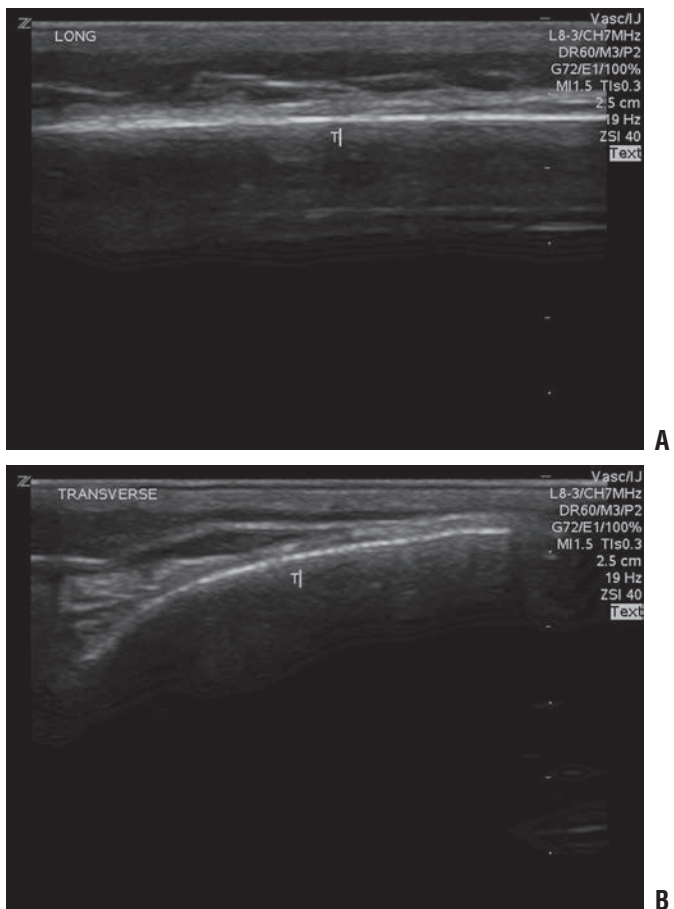 Z
LONG
Vasc/IJ
L8-3/CH7MHz
DR60/M3/P2
G72/E1/100%
MI1.5 TIs0.3
2.5 cm
19 Hz
ZSI 40
Text
T
A
Z
TRANSVERSE
Vasc/IJ
L8-3/CH7MHz
DR60/M3/P2
G72/E1/100%
MI1.5 TIs0.3
2.5 cm
19 Hz
ZSI 40
Text
T
B